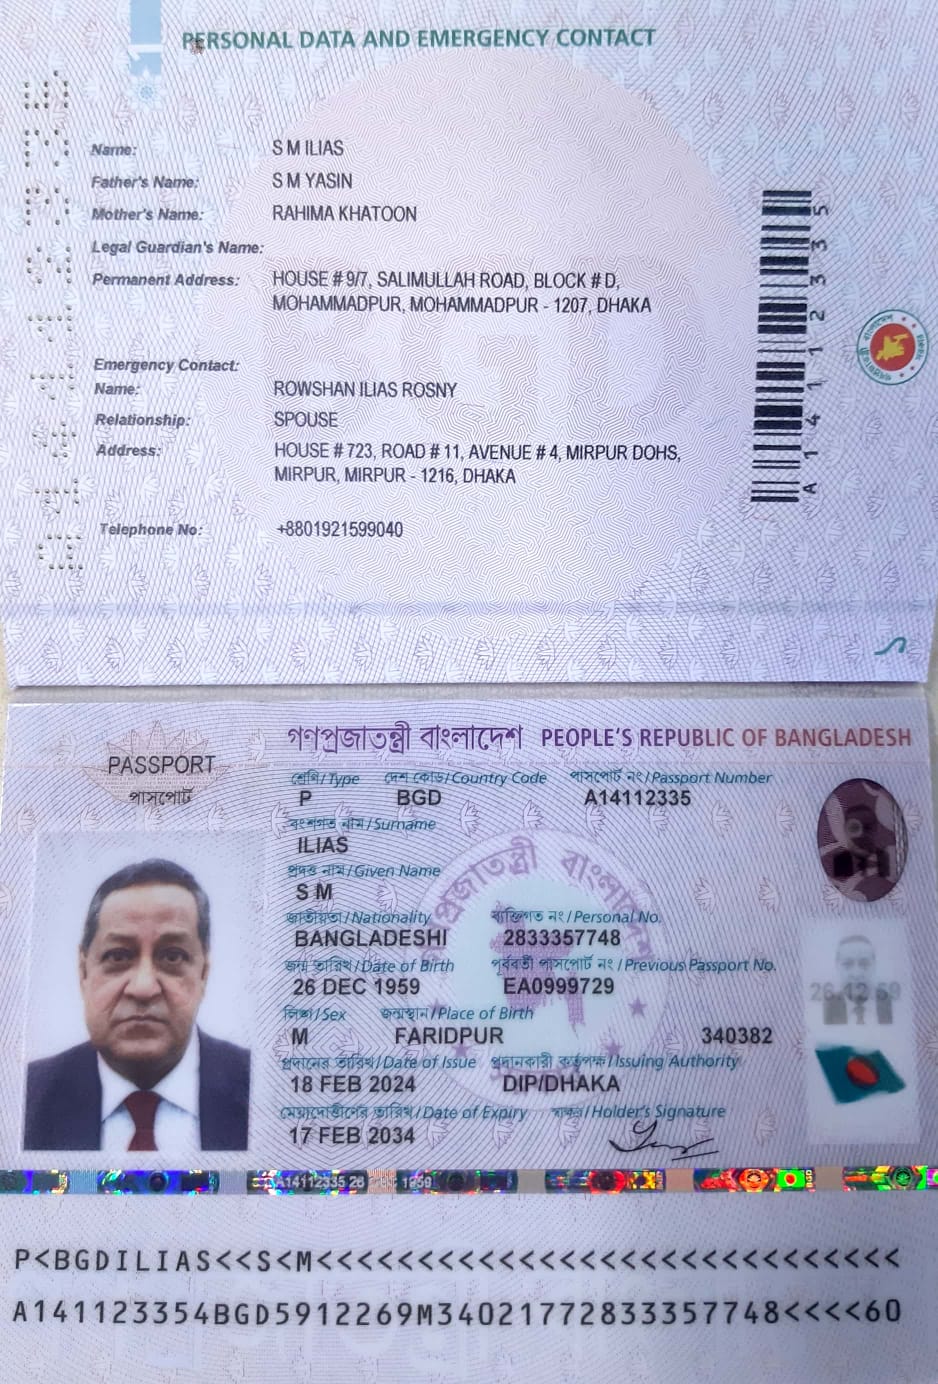 1
PERSONAL DATA AND EMERGENCY CONTACT
Name: S M ILIAS
Father's Name: S M YASIN
Mother's Name: RAHIMA KHATOON
Legal Guardian's Name:
Permanent Address: HOUSE # 9/7, SALIMULLAH ROAD, BLOCK # D,
MOHAMMADPUR, MOHAMMADPUR - 1207, DHAKA
Emergency Contact:
Name: ROWSHAN ILIAS ROSNY
Relationship: SPOUSE
Address: HOUSE # 723, ROAD # 11, AVENUE # 4, MIRPUR DOHS,
MIRPUR, MIRPUR - 1216, DHAKA
Telephone No: +8801921599040
A14112335
A14112335
গণপ্রজাতন্ত্রী বাংলাদেশ PEOPLE'S REPUBLIC OF BANGLADESH
PASSPORT
পাসপোর্ট
শ্রেণি/Type দেশ কোড/Country Code পাসপোর্ট নং/Passport Number
P BGD A14112335
বংশগত নাম/Surname
ILIAS
প্রদত্ত নাম/Given Name
S M
জাতীয়তা/Nationality ব্যক্তিগত নং/Personal No.
BANGLADESHI 2833357748
জন্ম তারিখ/Date of Birth পূর্ববর্তী পাসপোর্ট নং/Previous Passport No.
26 DEC 1959 EA0999729
লিঙ্গ/Sex জন্মস্থান/Place of Birth
M FARIDPUR 340382
প্রদানের তারিখ/Date of Issue প্রদানকারী কর্তৃপক্ষ/Issuing Authority
18 FEB 2024 DIP/DHAKA
মেয়াদোত্তীর্ণের তারিখ/Date of Expiry স্বাক্ষর/Holder's Signature
17 FEB 2034
26-12-59
A14112335 26 1959
P<BGDILIAS<<S<M<<<<<<<<<<<<<<<<<<<<<<<<<<<<<
A141123354BGD5912269M34021772833357748<<<<60